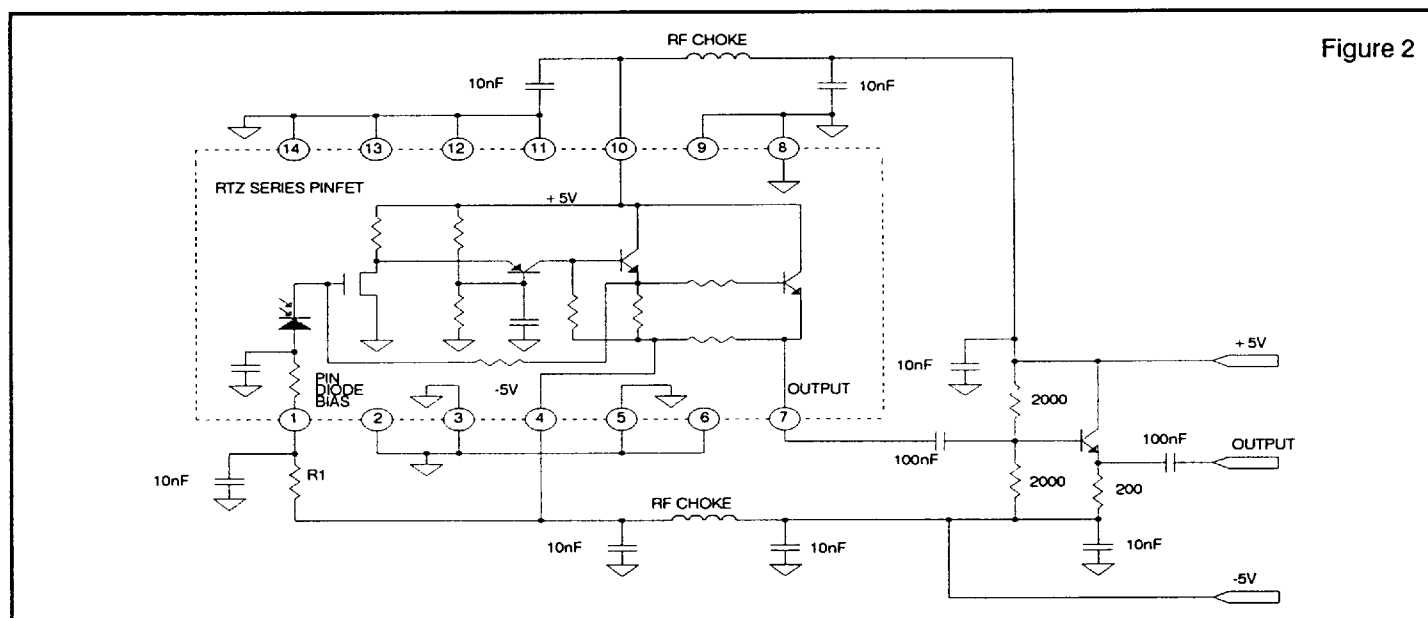 Figure 2
RF CHOKE
10nF
10nF
14
13
12
11
10
9
8
RTZ SERIES PINFET
+ 5V
PIN
DIODE
BIAS
-5V
OUTPUT
1
2
3
4
5
6
7
10nF
+ 5V
2000
100nF
OUTPUT
100nF
2000
200
10nF
R1
RF CHOKE
10nF
10nF
10nF
-5V